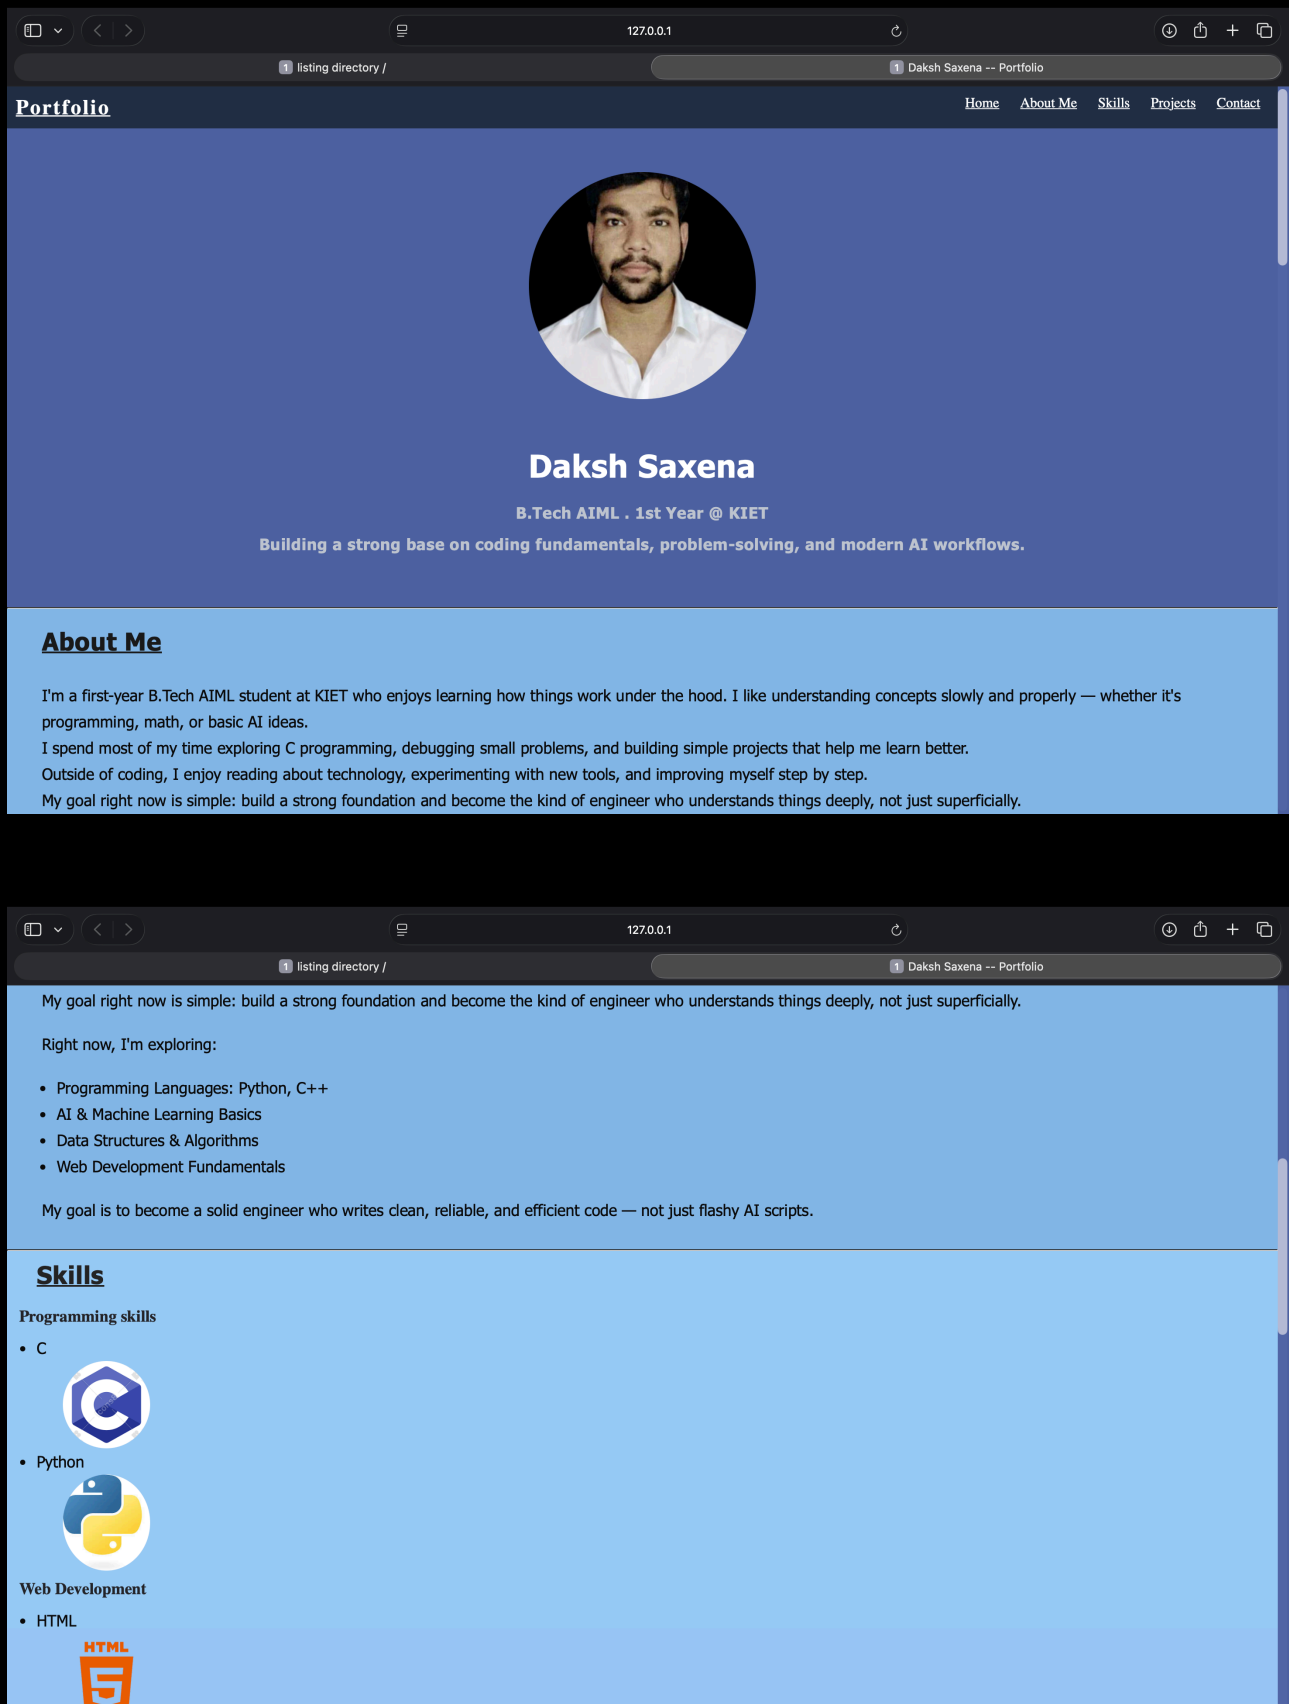 127.0.0.1
1 listing directory /
1 Daksh Saxena -- Portfolio
Portfolio
Home About Me Skills Projects Contact
Daksh Saxena
B.Tech AIML . 1st Year @ KIET
Building a strong base on coding fundamentals, problem-solving, and modern AI workflows.
About Me
I'm a first-year B.Tech AIML student at KIET who enjoys learning how things work under the hood. I like understanding concepts slowly and properly — whether it's
programming, math, or basic AI ideas.
I spend most of my time exploring C programming, debugging small problems, and building simple projects that help me learn better.
Outside of coding, I enjoy reading about technology, experimenting with new tools, and improving myself step by step.
My goal right now is simple: build a strong foundation and become the kind of engineer who understands things deeply, not just superficially.
127.0.0.1
1 listing directory /
1 Daksh Saxena -- Portfolio
My goal right now is simple: build a strong foundation and become the kind of engineer who understands things deeply, not just superficially.
Right now, I'm exploring:
• Programming Languages: Python, C++
• AI & Machine Learning Basics
• Data Structures & Algorithms
• Web Development Fundamentals
My goal is to become a solid engineer who writes clean, reliable, and efficient code — not just flashy AI scripts.
Skills
Programming skills
• C
C
• Python
Web Development
• HTML
HTML
5